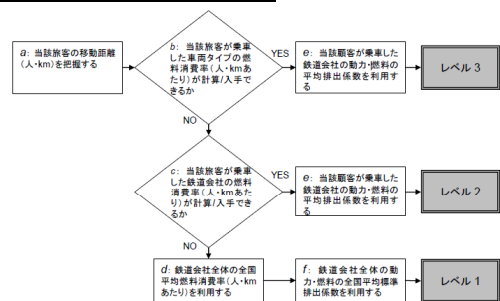 a: 当該旅客の移動距離
(人・km)を把握する
b: 当該旅客が乗車
した車両タイプの燃
料消費率(人・kmあ
たり)が計算/入手で
きるか
YES
e: 当該顧客が乗車した
鉄道会社の動力・燃料の
平均排出係数を利用す
る
レベル 3
NO
c: 当該旅客が乗車
した鉄道会社の燃料
消費率(人・kmあた
り)が計算/入手でき
るか
YES
e: 当該顧客が乗車した
鉄道会社の動力・燃料の
平均排出係数を利用す
る
レベル 2
NO
d: 鉄道会社全体の全国
平均燃料消費率(人・km
あたり)を利用する
f: 鉄道会社全体の動
力・燃料の全国平均標準
排出係数を利用する
レベル 1